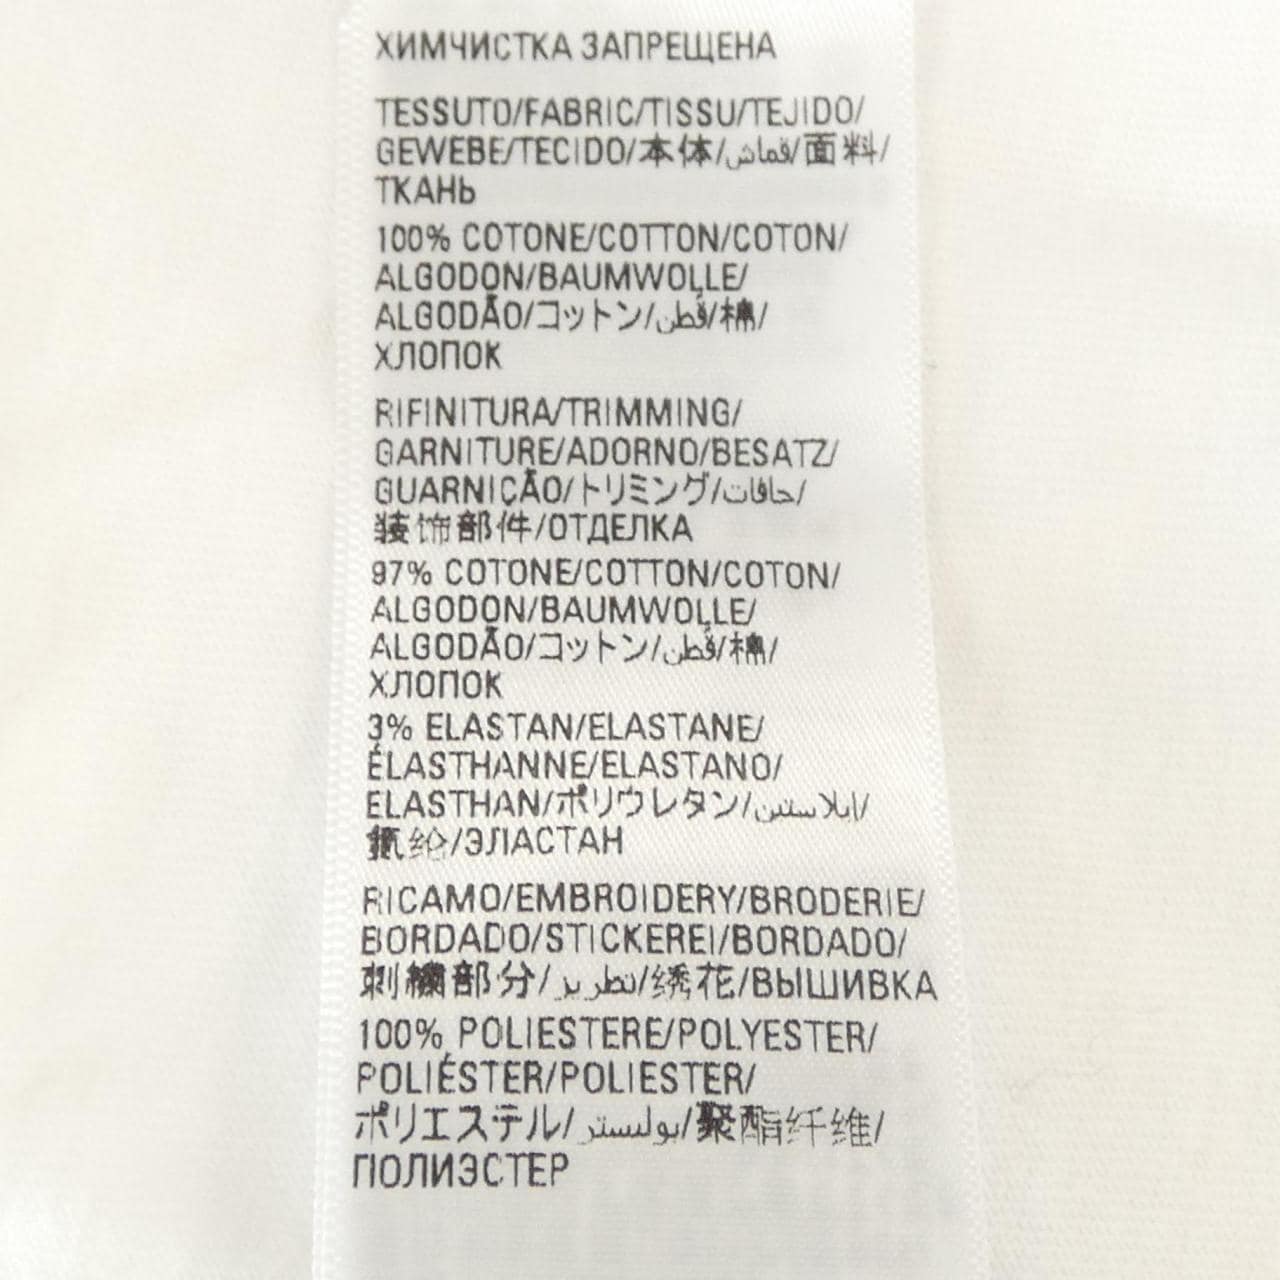 ХИМЧИСТКА ЗАПРЕЩЕНА
TESSUTO/FABRIC/TISSU/TEJIDO/
GEWEBE/TECIDO/本体/قماش/面料/
ТКАНЬ
100% COTONE/COTTON/COTON/
ALGODON/BAUMWOLLE/
ALGODÃO/コットン/قطن/棉/
ХЛОПОК
RIFINITURA/TRIMMING/
GARNITURE/ADORNO/BESATZ/
GUARNIÇÃO/トリミング/حافات/
装饰部件/ОТДЕЛКА
97% COTONE/COTTON/COTON/
ALGODON/BAUMWOLLE/
ALGODÃO/コットン/قطن/棉/
ХЛОПОК
3% ELASTAN/ELASTANE/
ÉLASTHANNE/ELASTANO/
ELASTHAN/ポリウレタン/ايلاستين/
氨纶/ЭЛАСТАН
RICAMO/EMBROIDERY/BRODERIE/
BORDADO/STICKEREI/BORDADO/
刺繍部分/تطريز/绣花/ВЫШИВКА
100% POLIESTERE/POLYESTER/
POLIÉSTER/POLIESTER/
ポリエステル/بوليستر/聚酯纤维/
ПОЛИЭСТЕР